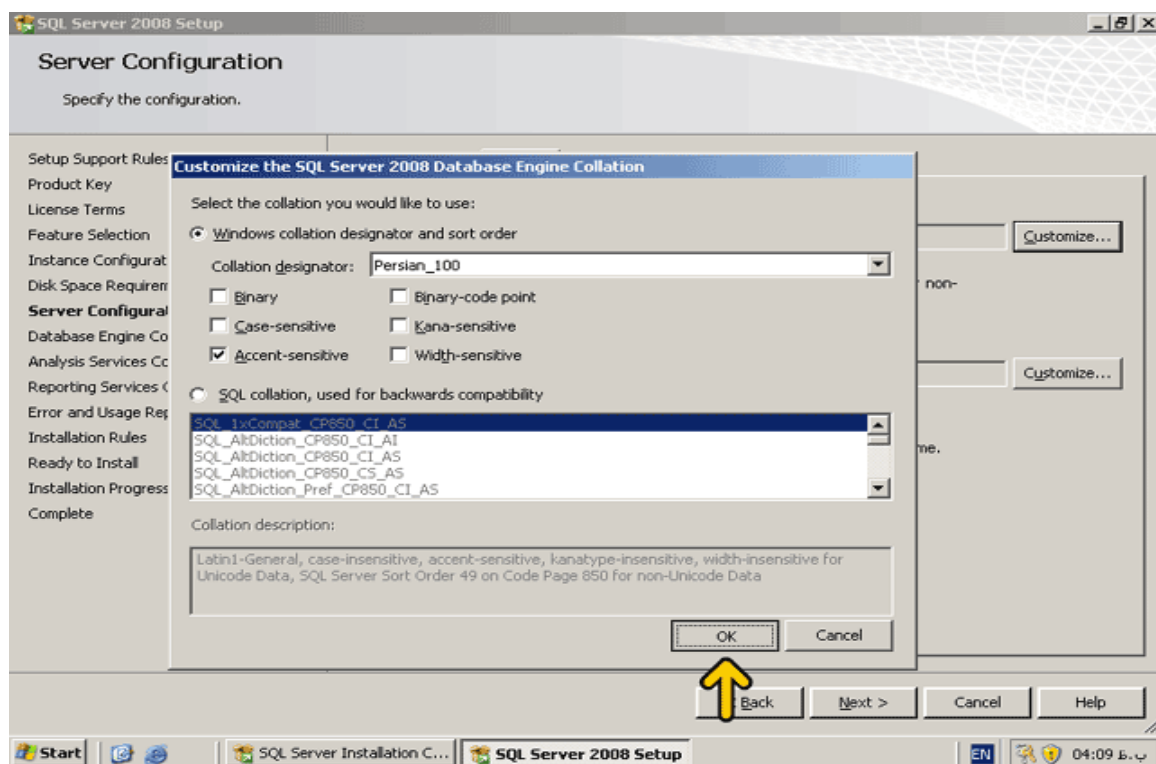 SQL Server 2008 Setup
Server Configuration
Specify the configuration.
Setup Support Rules
Product Key
License Terms
Feature Selection
Instance Configurat
Disk Space Requirem
Server Configurat
Database Engine Co
Analysis Services Co
Reporting Services C
Error and Usage Rep
Installation Rules
Ready to Install
Installation Progress
Complete
Customize the SQL Server 2008 Database Engine Collation
Select the collation you would like to use:
Windows collation designator and sort order
Collation designator: Persian_100
Binary Binary-code point
Case-sensitive Kana-sensitive
Accent-sensitive Width-sensitive
SQL collation, used for backwards compatibility
SQL_1xCompat_CP850_CI_AS
SQL_AltDiction_CP850_CI_AI
SQL_AltDiction_CP850_CI_AS
SQL_AltDiction_CP850_CS_AS
SQL_AltDiction_Pref_CP850_CI_AS
Collation description:
Latin1-General, case-insensitive, accent-sensitive, kanatype-insensitive, width-insensitive for
Unicode Data, SQL Server Sort Order 49 on Code Page 850 for non-Unicode Data
OK Cancel
Customize...
non-
Customize...
me.
Back Next > Cancel Help
Start SQL Server Installation C... SQL Server 2008 Setup EN 04:09 ب.ظ